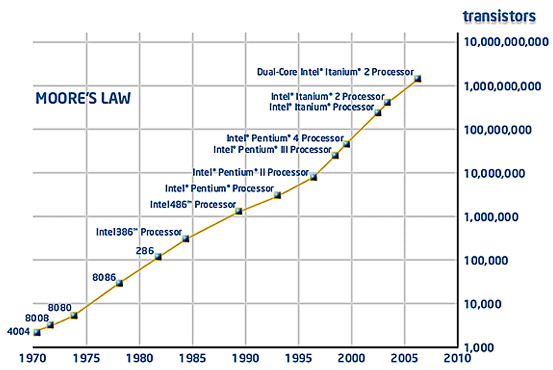 transistors
10,000,000,000
Dual-Core Intel® Itanium® 2 Processor
1,000,000,000
MOORE'S LAW
Intel® Itanium® 2 Processor
Intel® Itanium® Processor
100,000,000
Intel® Pentium® 4 Processor
Intel® Pentium® III Processor
10,000,000
Intel® Pentium® II Processor
Intel® Pentium® Processor
Intel486™ Processor
1,000,000
Intel386™ Processor
286
100,000
8086
10,000
8080
8008
4004
1,000
1970 1975 1980 1985 1990 1995 2000 2005 2010